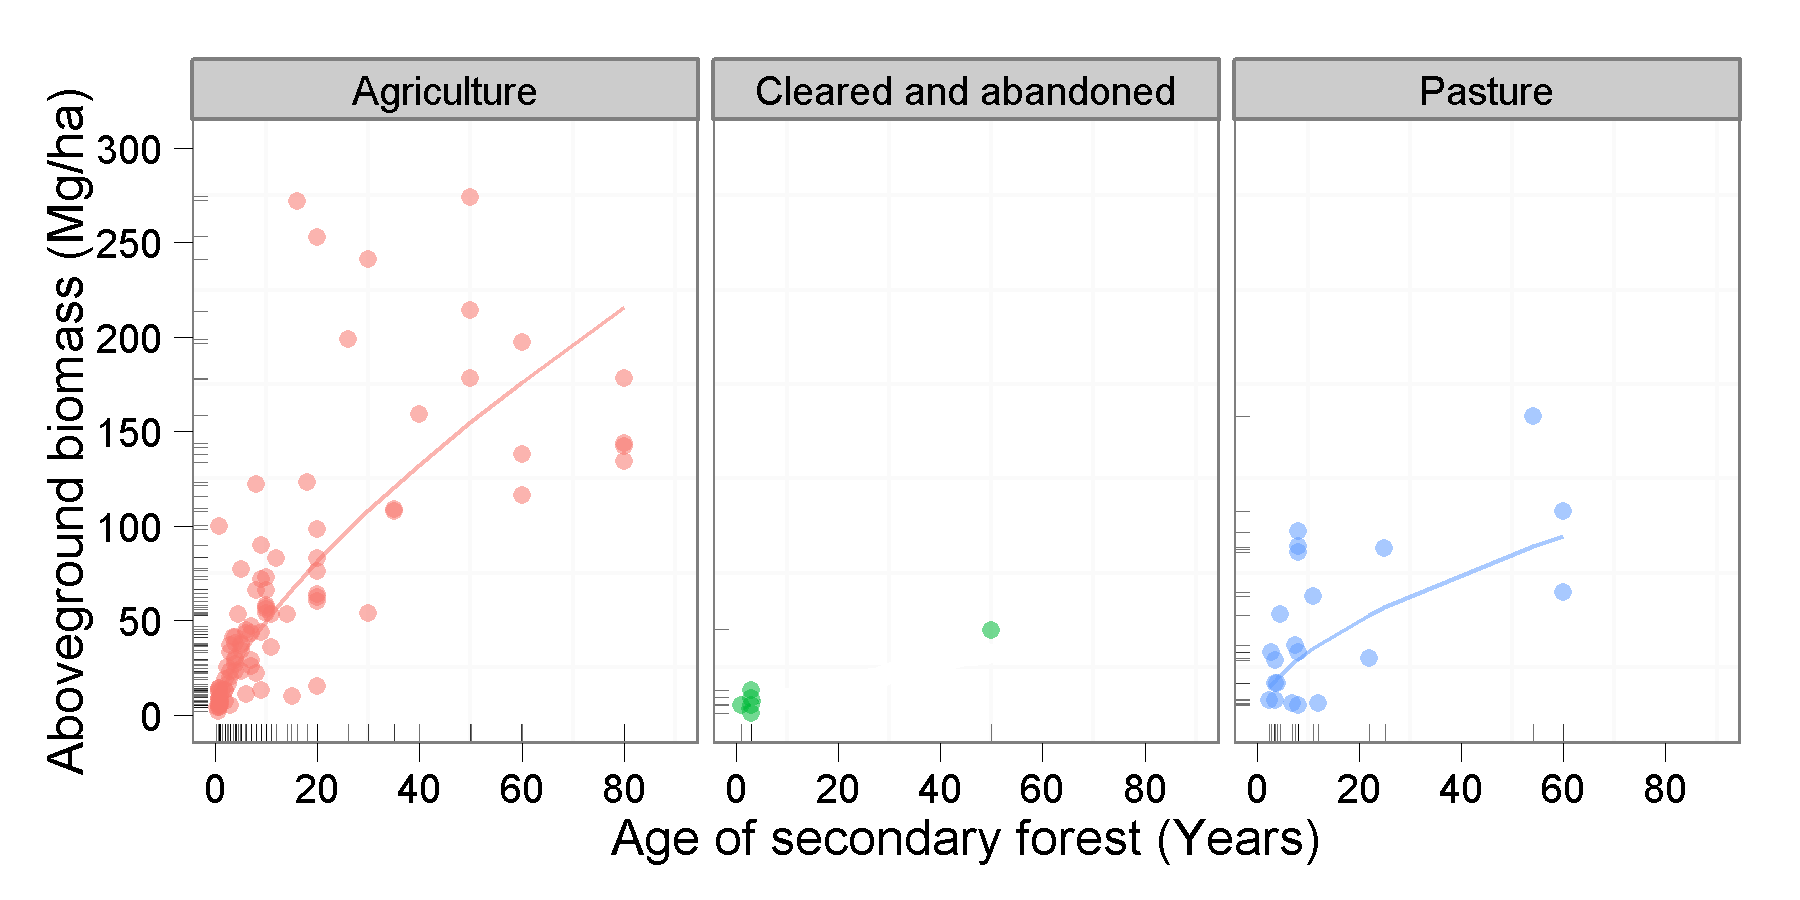 Agriculture Cleared and abandoned Pasture
Aboveground biomass (Mg/ha)
300
250
200
150
100
50
0
0 20 40 60 80 0 20 40 60 80 0 20 40 60 80
Age of secondary forest (Years)